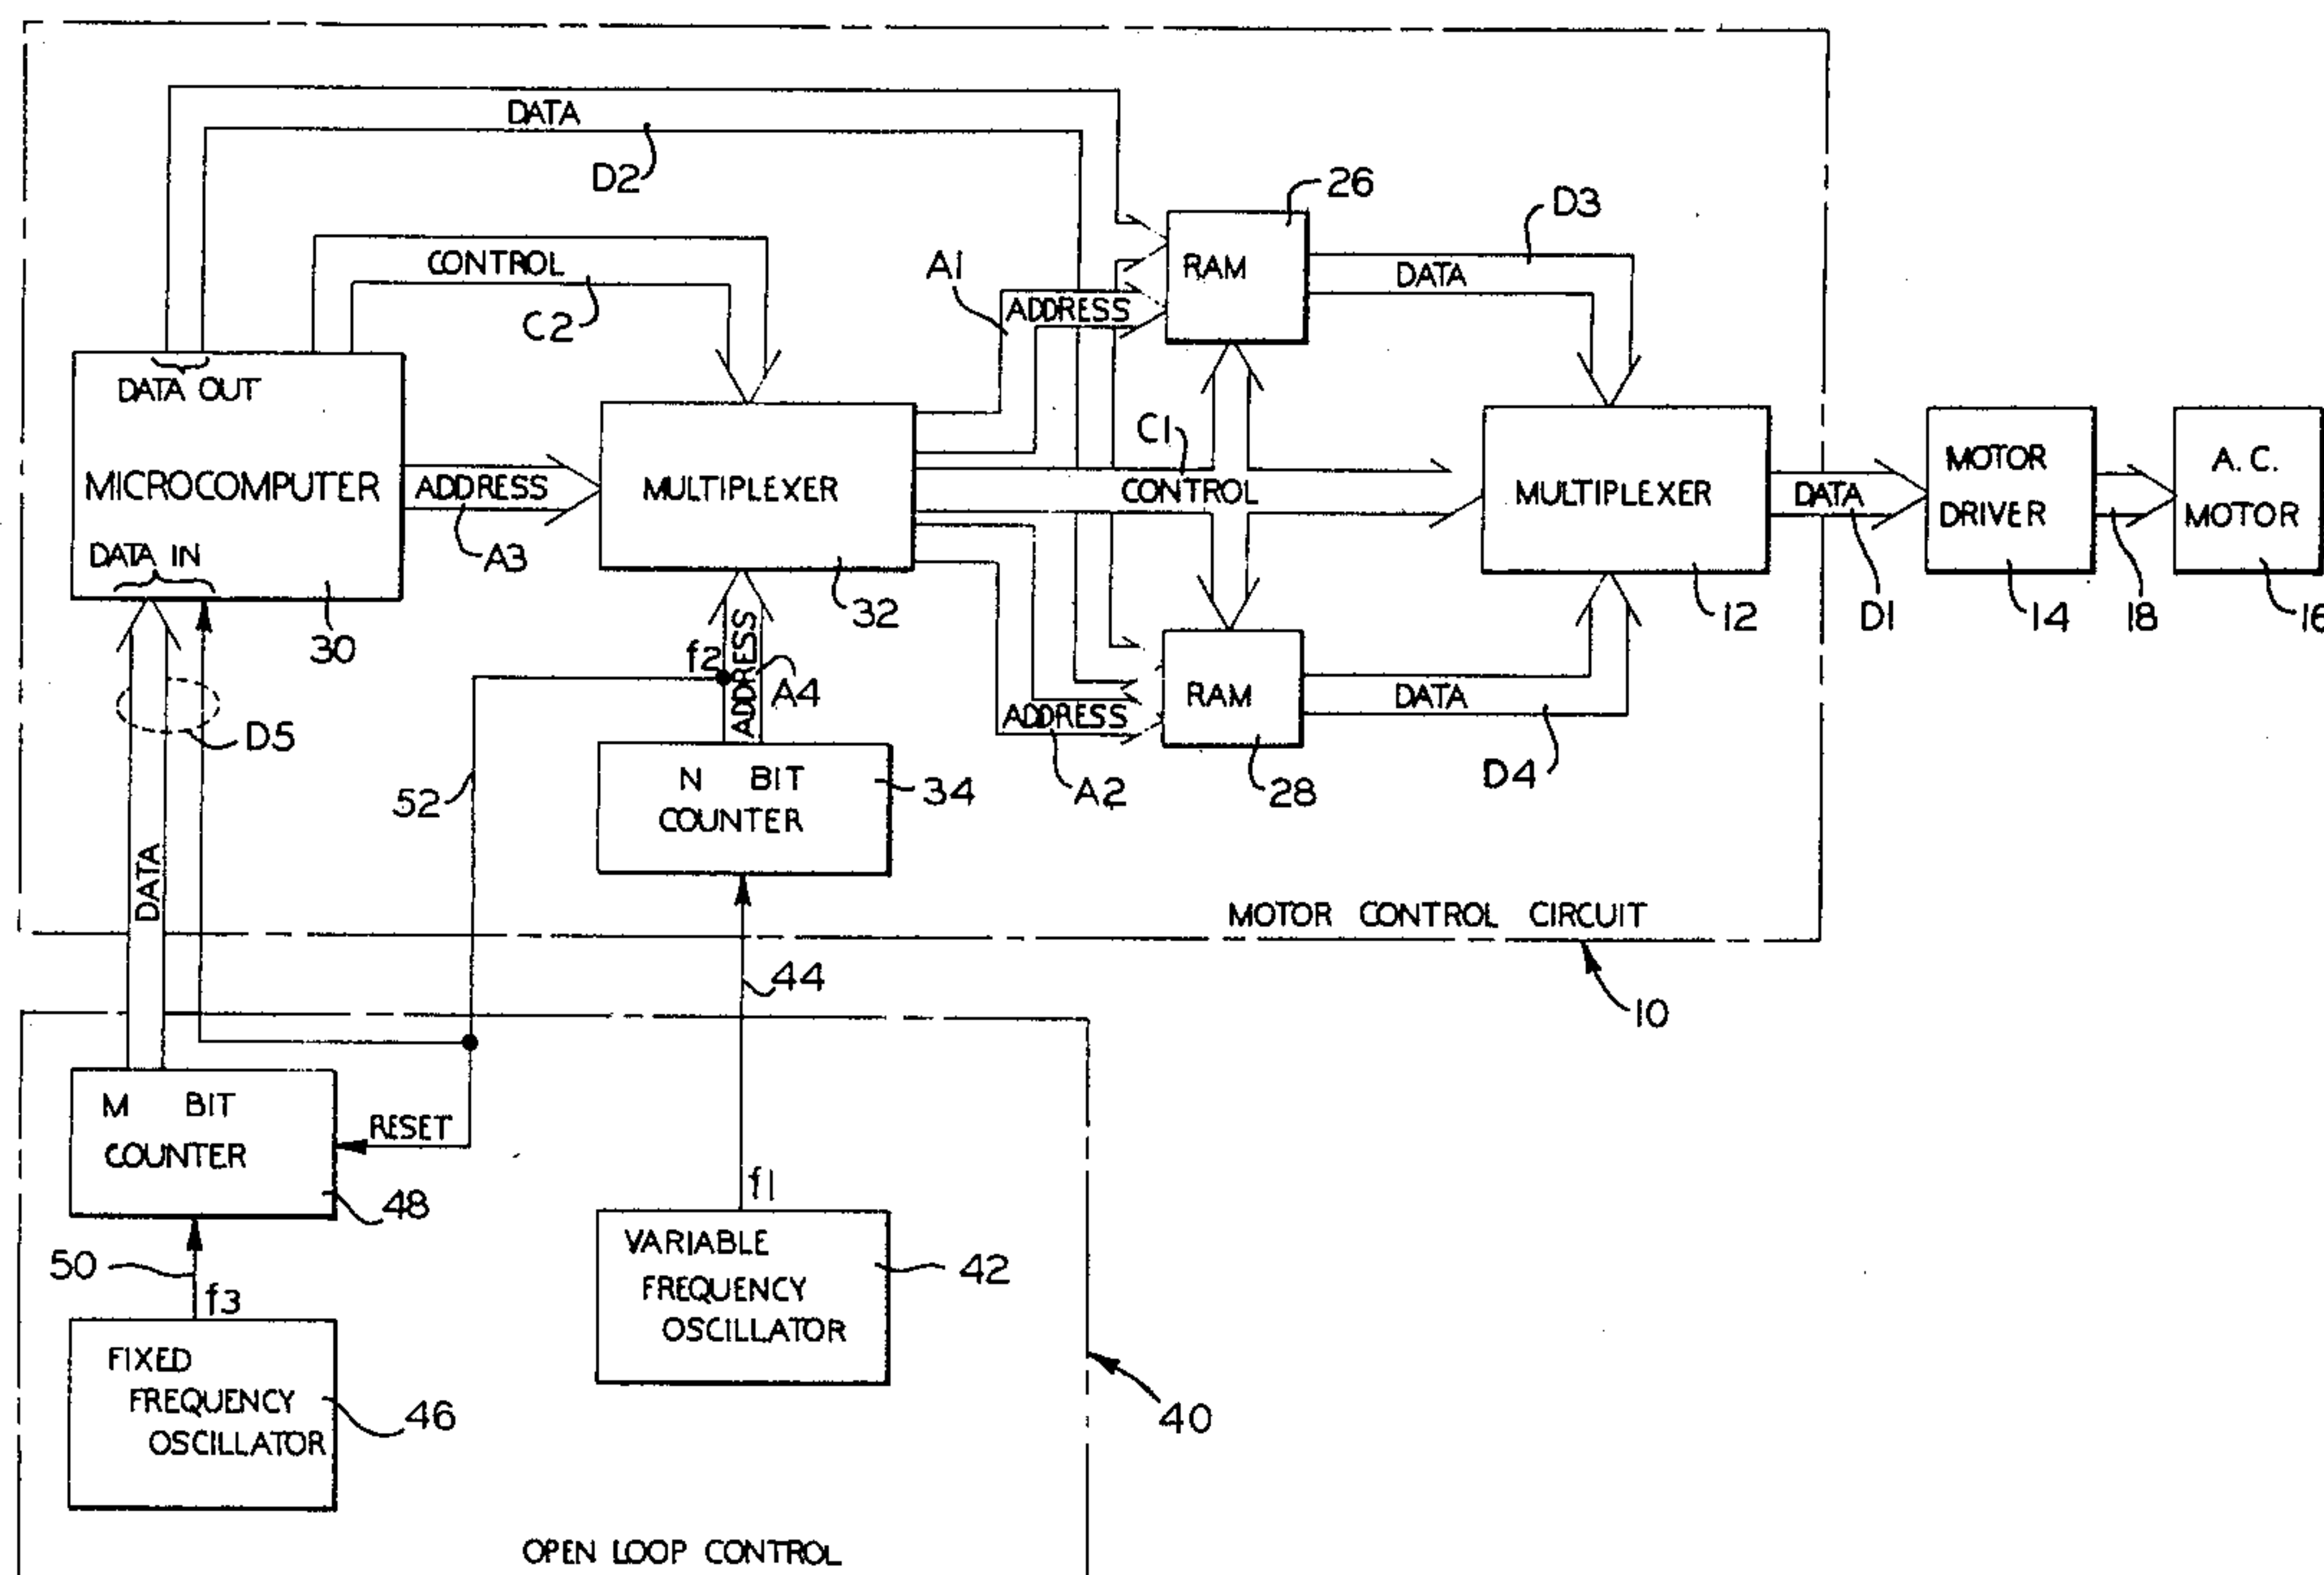 DATA
D2
26
D3
CONTROL
A1
RAM
DATA
C2
ADDRESS
DATA OUT
C1
MICROCOMPUTER
ADDRESS
MULTIPLEXER
CONTROL
MULTIPLEXER
DATA
MOTOR
DRIVER
A.C.
MOTOR
DATA IN
A3
30
32
12
D1
14
18
16
f2
ADDRESS
A4
RAM
DATA
D5
ADDRESS
52
N BIT
COUNTER
34
A2
28
D4
DATA
MOTOR CONTROL CIRCUIT
44
10
M BIT
COUNTER
RESET
48
f1
50
f3
VARIABLE
FREQUENCY
OSCILLATOR
42
FIXED
FREQUENCY
OSCILLATOR
46
40
OPEN LOOP CONTROL